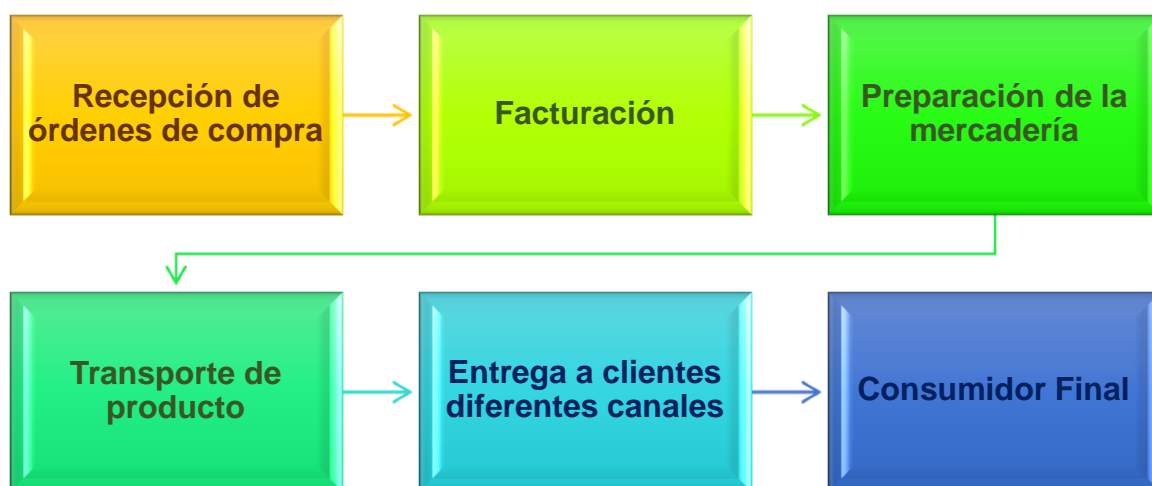 Recepción de
órdenes de compra
Facturación
Preparación de la
mercadería
Transporte de
producto
Entrega a clientes
diferentes canales
Consumidor Final